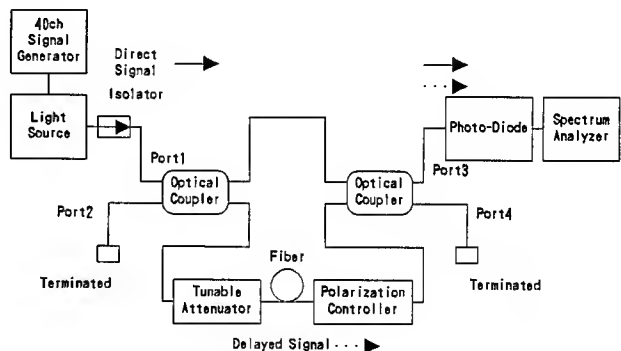 40ch
Signal
Generator
Direct
Signal
Isolator
Light
Source
Photo-Diode
Spectrum
Analyzer
Port1
Optical
Coupler
Optical
Coupler
Port3
Port2
Port4
Terminated
Fiber
Terminated
Tunable
Attenuator
Polarization
Controller
Delayed Signal